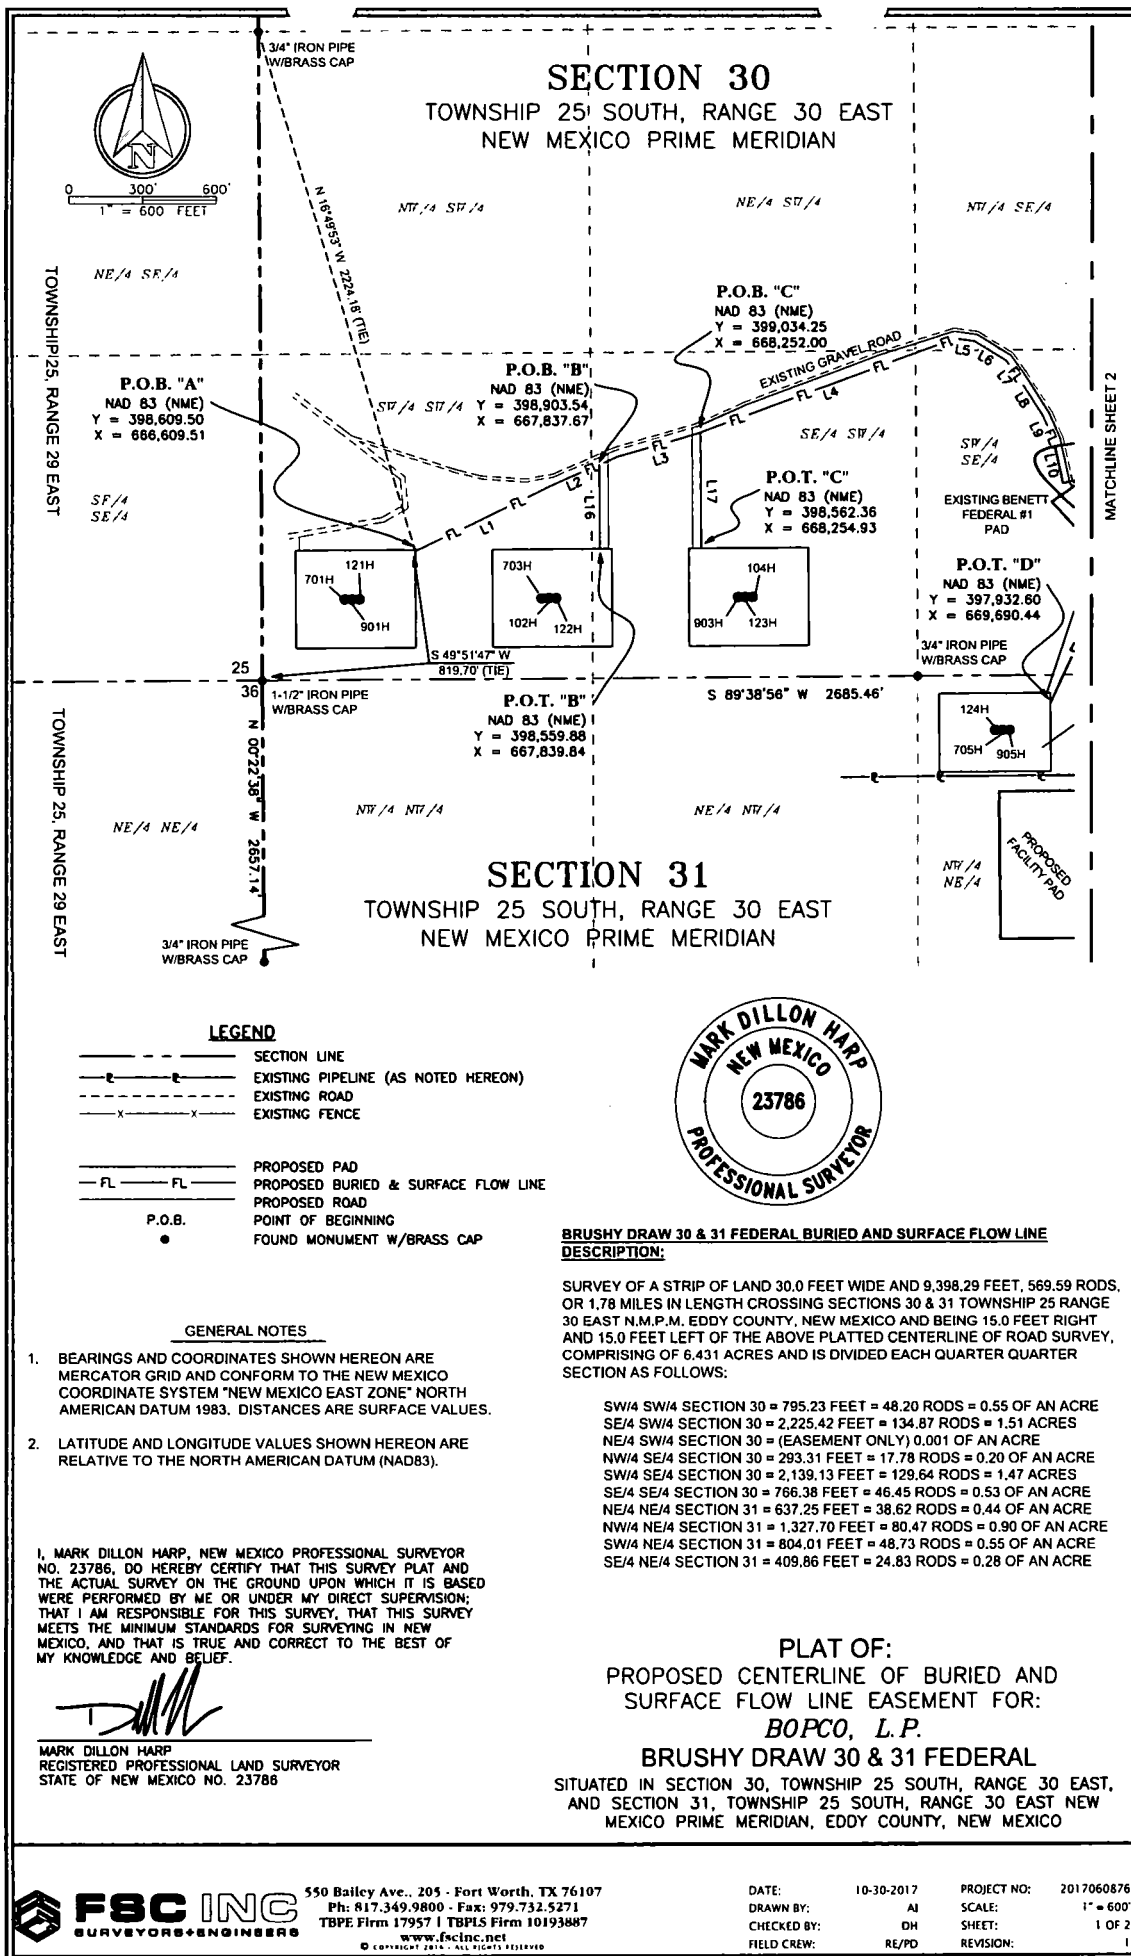 3/4" IRON PIPE
W/BRASS CAP
SECTION 30
TOWNSHIP 25 SOUTH, RANGE 30 EAST
NEW MEXICO PRIME MERIDIAN
N
0 300' 600'
1" = 600 FEET
N 16°49'53" W 2224.18' (TIE)
NW/4 SW/4
NE/4 SW/4
NW/4 SE/4
NE/4 SE/4
TOWNSHIP 25, RANGE 29 EAST
P.O.B. "C"
NAD 83 (NME)
Y = 399,034.25
X = 668,252.00
EXISTING GRAVEL ROAD
P.O.B. "A"
NAD 83 (NME)
Y = 398,609.50
X = 666,609.51
P.O.B. "B"
NAD 83 (NME)
Y = 398,903.54
X = 667,837.67
SW/4 SW/4
SE/4 SW/4
SW/4
SE/4
SE/4
SE/4
FL L1 FL L2 FL
L3 FL FL L4 FL
FL L5 L6 FL L7 L8 L9 FL L10
L16
L17
MATCHLINE SHEET 2
P.O.T. "C"
NAD 83 (NME)
Y = 398,562.36
X = 668,254.93
EXISTING BENETT
FEDERAL #1
PAD
P.O.T. "D"
NAD 83 (NME)
Y = 397,932.60
X = 669,690.44
121H
701H
901H
703H
102H
122H
104H
903H
123H
3/4" IRON PIPE
W/BRASS CAP
S 49°51'47" W
819.70' (TIE)
25
36
1-1/2" IRON PIPE
W/BRASS CAP
P.O.T. "B"
NAD 83 (NME)
Y = 398,559.88
X = 667,839.84
S 89°38'56" W 2685.46'
124H
705H
905H
TOWNSHIP 25, RANGE 29 EAST
N 00°22'38" W 2657.14'
NE/4 NE/4
NW/4 NW/4
NE/4 NW/4
NW/4
NE/4
PROPOSED
FACILITY PAD
SECTION 31
TOWNSHIP 25 SOUTH, RANGE 30 EAST
NEW MEXICO PRIME MERIDIAN
3/4" IRON PIPE
W/BRASS CAP
LEGEND
SECTION LINE
EXISTING PIPELINE (AS NOTED HEREON)
EXISTING ROAD
x x EXISTING FENCE
PROPOSED PAD
FL FL PROPOSED BURIED & SURFACE FLOW LINE
PROPOSED ROAD
P.O.B. POINT OF BEGINNING
FOUND MONUMENT W/BRASS CAP
MARK DILLON HARP
NEW MEXICO
23786
PROFESSIONAL SURVEYOR
GENERAL NOTES
1. BEARINGS AND COORDINATES SHOWN HEREON ARE
MERCATOR GRID AND CONFORM TO THE NEW MEXICO
COORDINATE SYSTEM "NEW MEXICO EAST ZONE" NORTH
AMERICAN DATUM 1983. DISTANCES ARE SURFACE VALUES.
2. LATITUDE AND LONGITUDE VALUES SHOWN HEREON ARE
RELATIVE TO THE NORTH AMERICAN DATUM (NAD83).
BRUSHY DRAW 30 & 31 FEDERAL BURIED AND SURFACE FLOW LINE
DESCRIPTION:
SURVEY OF A STRIP OF LAND 30.0 FEET WIDE AND 9,398.29 FEET, 569.59 RODS,
OR 1.78 MILES IN LENGTH CROSSING SECTIONS 30 & 31 TOWNSHIP 25 RANGE
30 EAST N.M.P.M. EDDY COUNTY, NEW MEXICO AND BEING 15.0 FEET RIGHT
AND 15.0 FEET LEFT OF THE ABOVE PLATTED CENTERLINE OF ROAD SURVEY,
COMPRISING OF 6.431 ACRES AND IS DIVIDED EACH QUARTER QUARTER
SECTION AS FOLLOWS:
SW/4 SW/4 SECTION 30 = 795.23 FEET = 48.20 RODS = 0.55 OF AN ACRE
SE/4 SW/4 SECTION 30 = 2,225.42 FEET = 134.87 RODS = 1.51 ACRES
NE/4 SW/4 SECTION 30 = (EASEMENT ONLY) 0.001 OF AN ACRE
NW/4 SE/4 SECTION 30 = 293.31 FEET = 17.78 RODS = 0.20 OF AN ACRE
SW/4 SE/4 SECTION 30 = 2,139.13 FEET = 129.64 RODS = 1.47 ACRES
SE/4 SE/4 SECTION 30 = 766.38 FEET = 46.45 RODS = 0.53 OF AN ACRE
NE/4 NE/4 SECTION 31 = 637.25 FEET = 38.62 RODS = 0.44 OF AN ACRE
NW/4 NE/4 SECTION 31 = 1,327.70 FEET = 80.47 RODS = 0.90 OF AN ACRE
SW/4 NE/4 SECTION 31 = 804.01 FEET = 48.73 RODS = 0.55 OF AN ACRE
SE/4 NE/4 SECTION 31 = 409.86 FEET = 24.83 RODS = 0.28 OF AN ACRE
I, MARK DILLON HARP, NEW MEXICO PROFESSIONAL SURVEYOR
NO. 23786, DO HEREBY CERTIFY THAT THIS SURVEY PLAT AND
THE ACTUAL SURVEY ON THE GROUND UPON WHICH IT IS BASED
WERE PERFORMED BY ME OR UNDER MY DIRECT SUPERVISION;
THAT I AM RESPONSIBLE FOR THIS SURVEY, THAT THIS SURVEY
MEETS THE MINIMUM STANDARDS FOR SURVEYING IN NEW
MEXICO, AND THAT IS TRUE AND CORRECT TO THE BEST OF
MY KNOWLEDGE AND BELIEF.
MARK DILLON HARP
REGISTERED PROFESSIONAL LAND SURVEYOR
STATE OF NEW MEXICO NO. 23786
PLAT OF:
PROPOSED CENTERLINE OF BURIED AND
SURFACE FLOW LINE EASEMENT FOR:
BOPCO, L.P.
BRUSHY DRAW 30 & 31 FEDERAL
SITUATED IN SECTION 30, TOWNSHIP 25 SOUTH, RANGE 30 EAST,
AND SECTION 31, TOWNSHIP 25 SOUTH, RANGE 30 EAST NEW
MEXICO PRIME MERIDIAN, EDDY COUNTY, NEW MEXICO
FSC INC
SURVEYORS+ENGINEERS
550 Bailey Ave., 205 - Fort Worth, TX 76107
Ph: 817.349.9800 - Fax: 979.732.5271
TBPE Firm 17957 | TBPLS Firm 10193887
www.fscinc.net
© COPYRIGHT 2016 - ALL RIGHTS RESERVED
DATE: 10-30-2017 PROJECT NO: 2017060876
DRAWN BY: AI SCALE: 1" = 600'
CHECKED BY: DH SHEET: 1 OF 2
FIELD CREW: RE/PD REVISION: 1